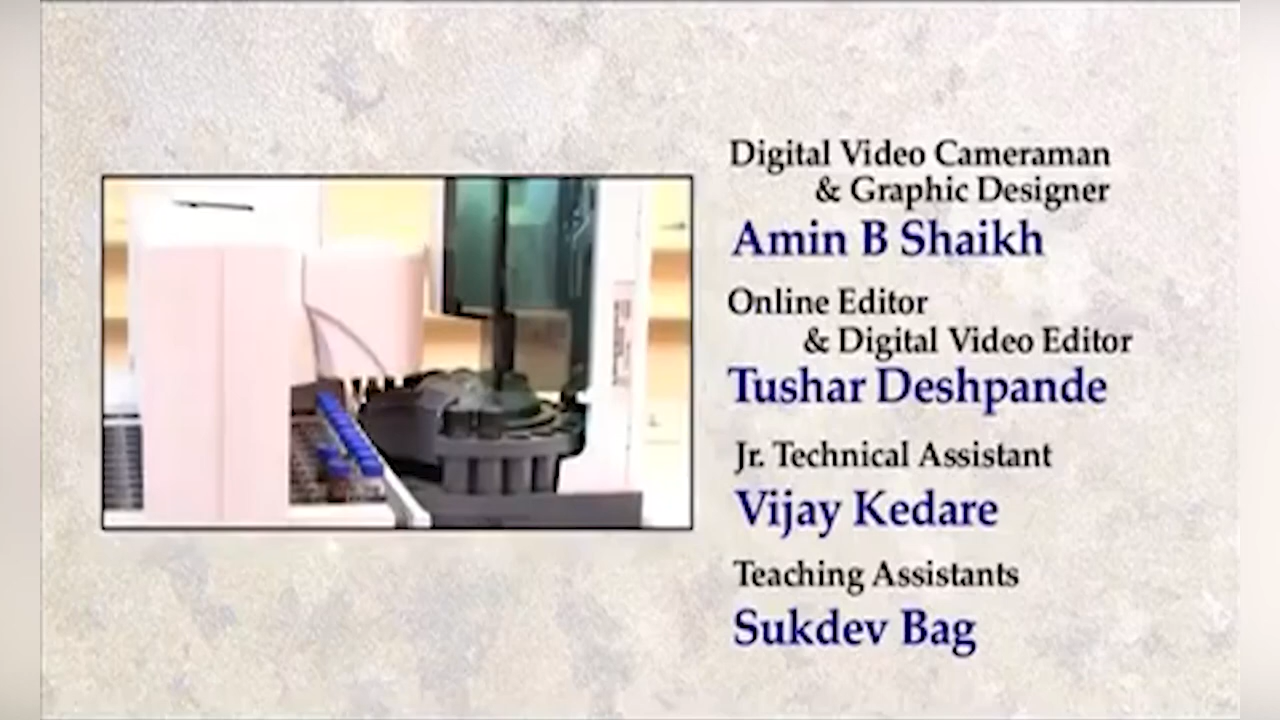 Digital Video Cameraman
& Graphic Designer
Amin B Shaikh
Online Editor
& Digital Video Editor
Tushar Deshpande
Jr. Technical Assistant
Vijay Kedare
Teaching Assistants
Sukdev Bag